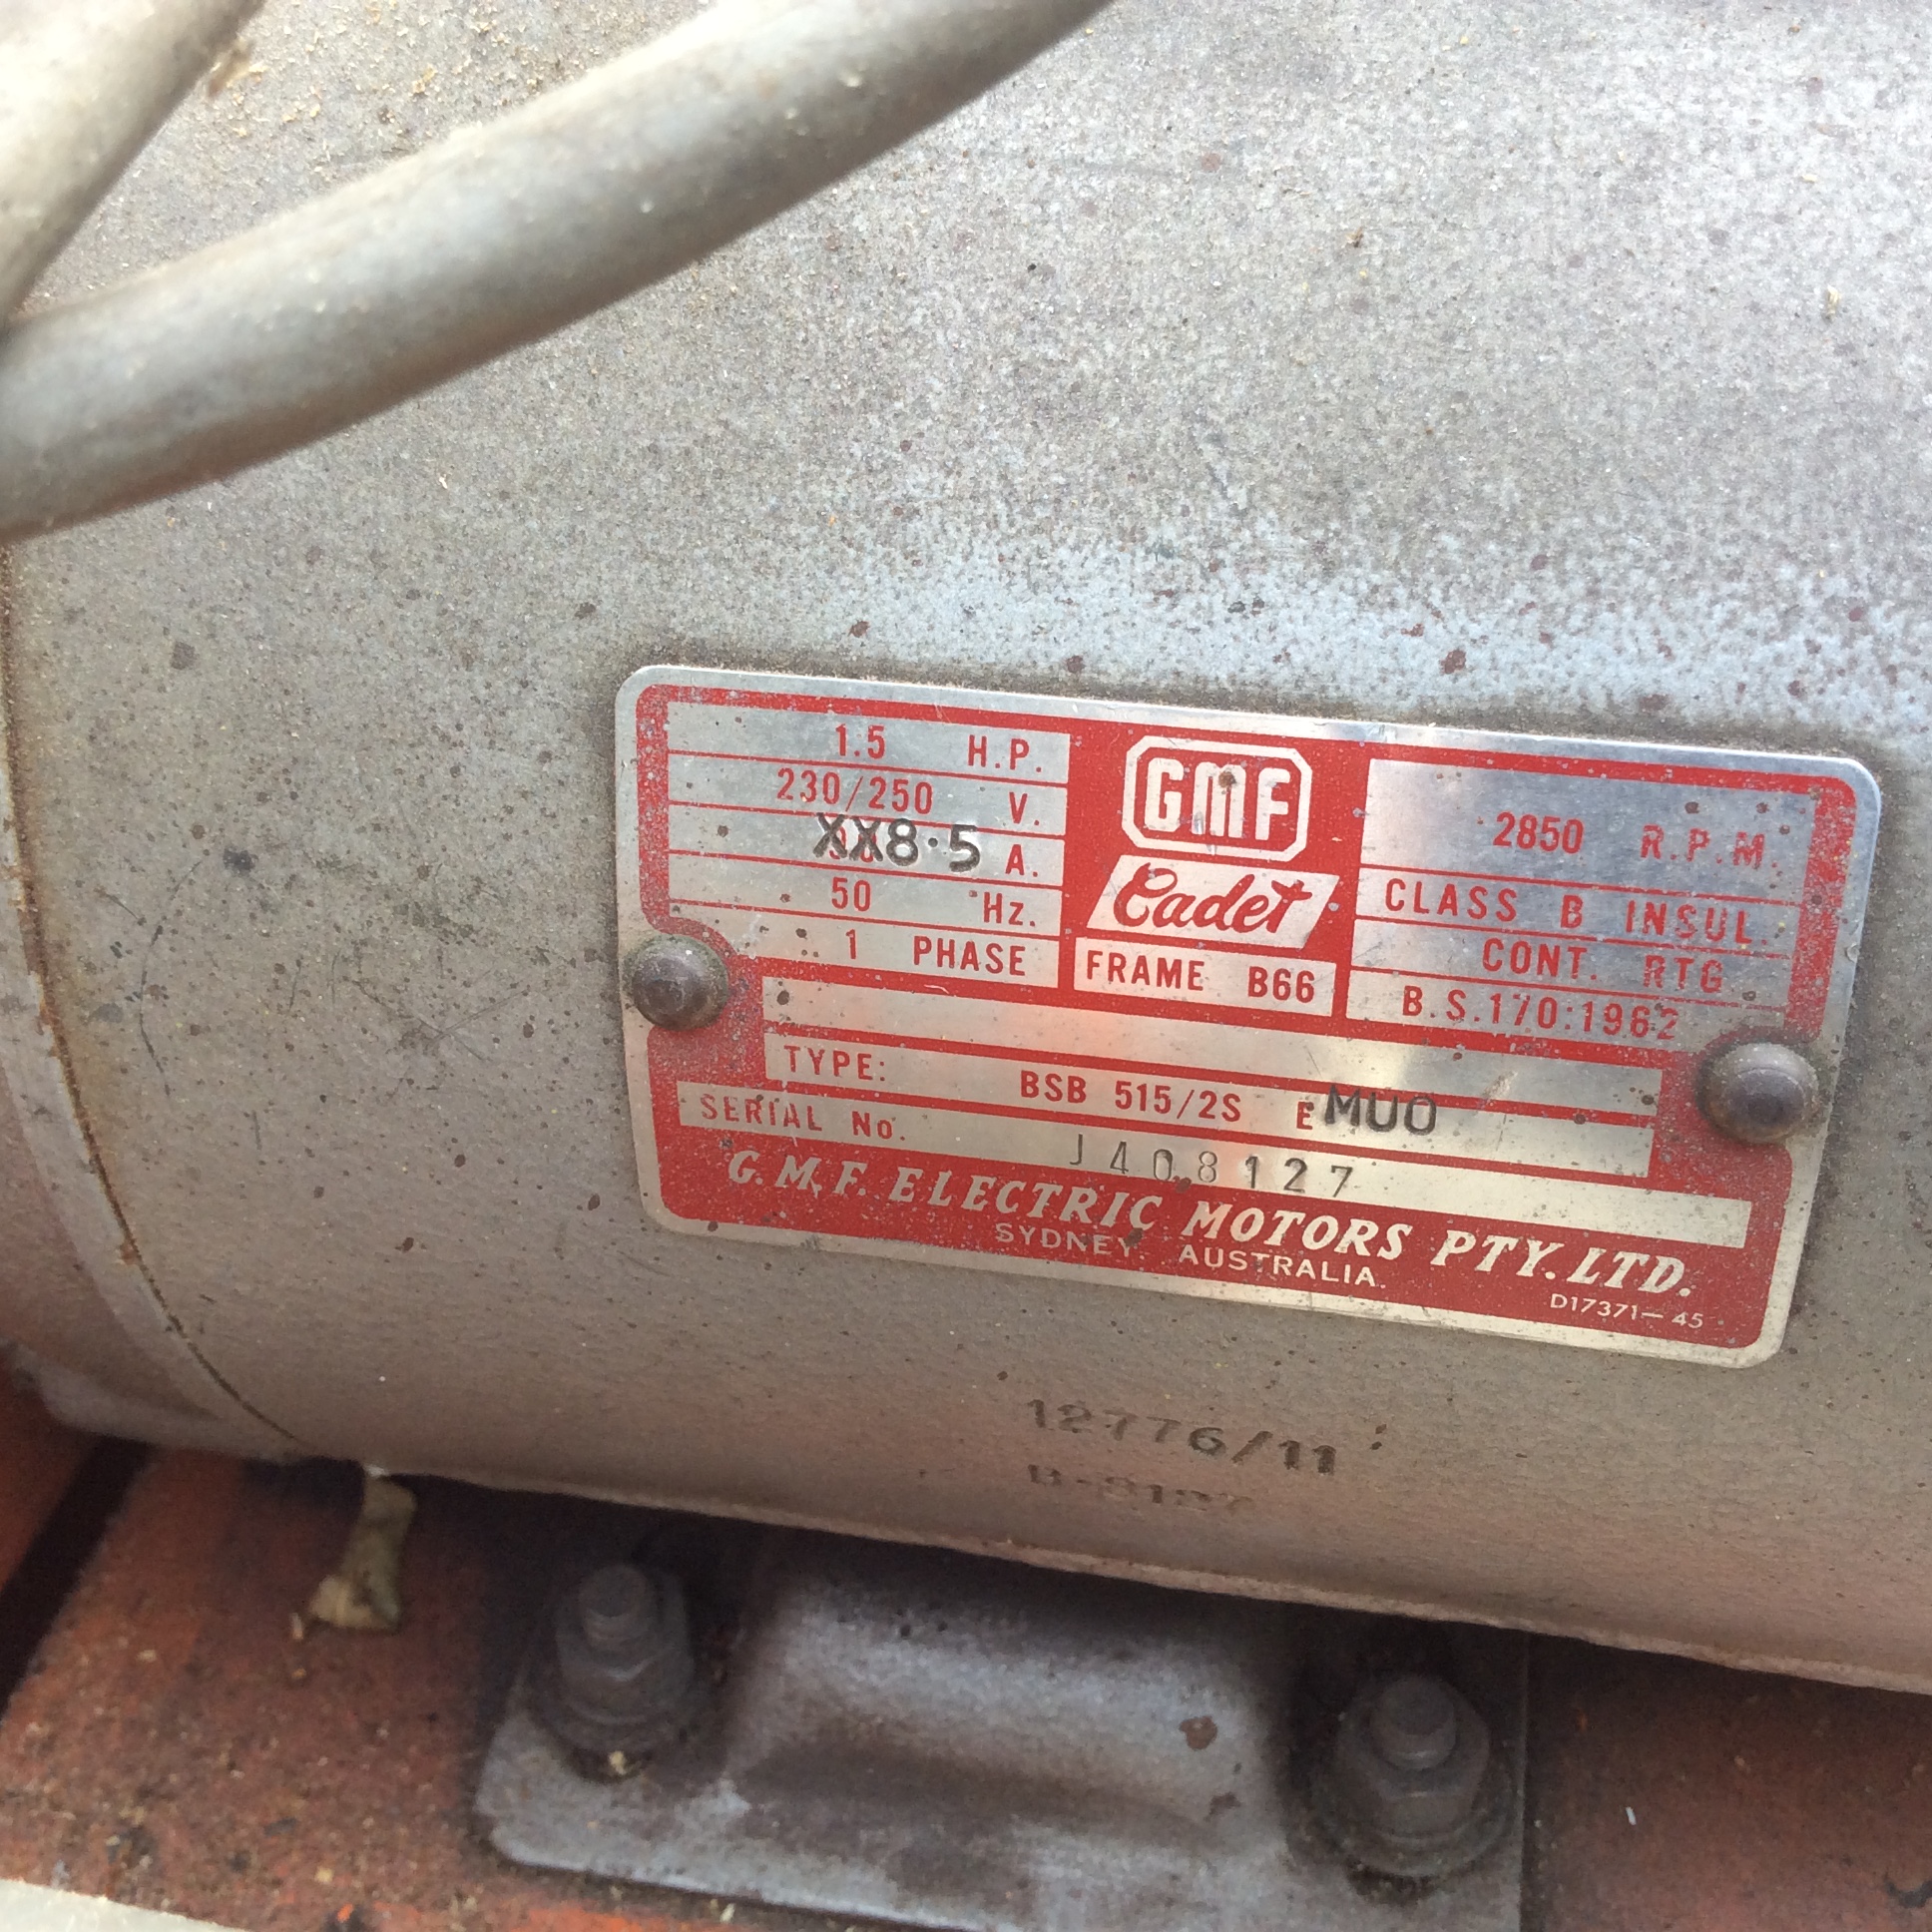 1.5 H.P.
230/250 V.
XX8.5 A.
50 Hz.
1 PHASE
GMF
Cadet
FRAME B66
2850 R.P.M.
CLASS B INSUL.
CONT. RTG
B.S.170:1962
TYPE: BSB 515/2S E MUO
SERIAL No. J408127
G.M.F. ELECTRIC MOTORS PTY. LTD.
SYDNEY. AUSTRALIA.
D17371-45
12776/11